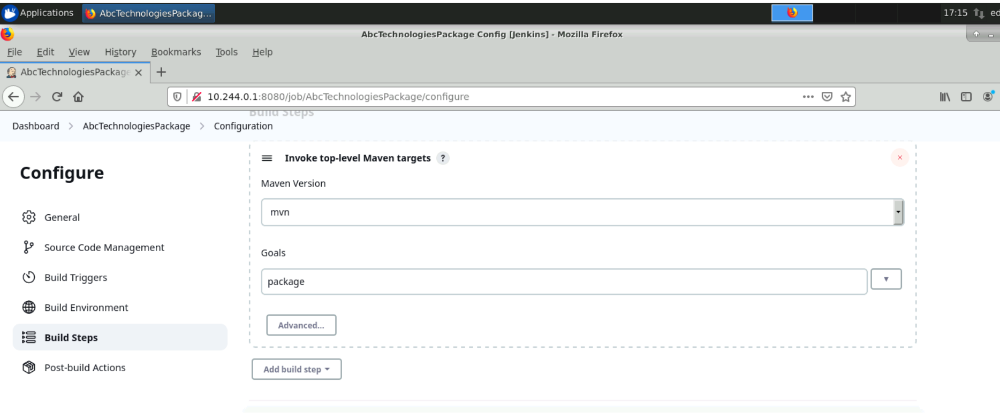 Applications AbcTechnologiesPackag... 17:15 ed
AbcTechnologiesPackage Config [Jenkins] - Mozilla Firefox
File Edit View History Bookmarks Tools Help
AbcTechnologiesPackage
10.244.0.1:8080/job/AbcTechnologiesPackage/configure
Build Steps
Dashboard > AbcTechnologiesPackage > Configuration
Invoke top-level Maven targets ?
Configure
Maven Version
mvn
General
Source Code Management
Goals
Build Triggers
package
Build Environment
Advanced...
Build Steps
Post-build Actions
Add build step